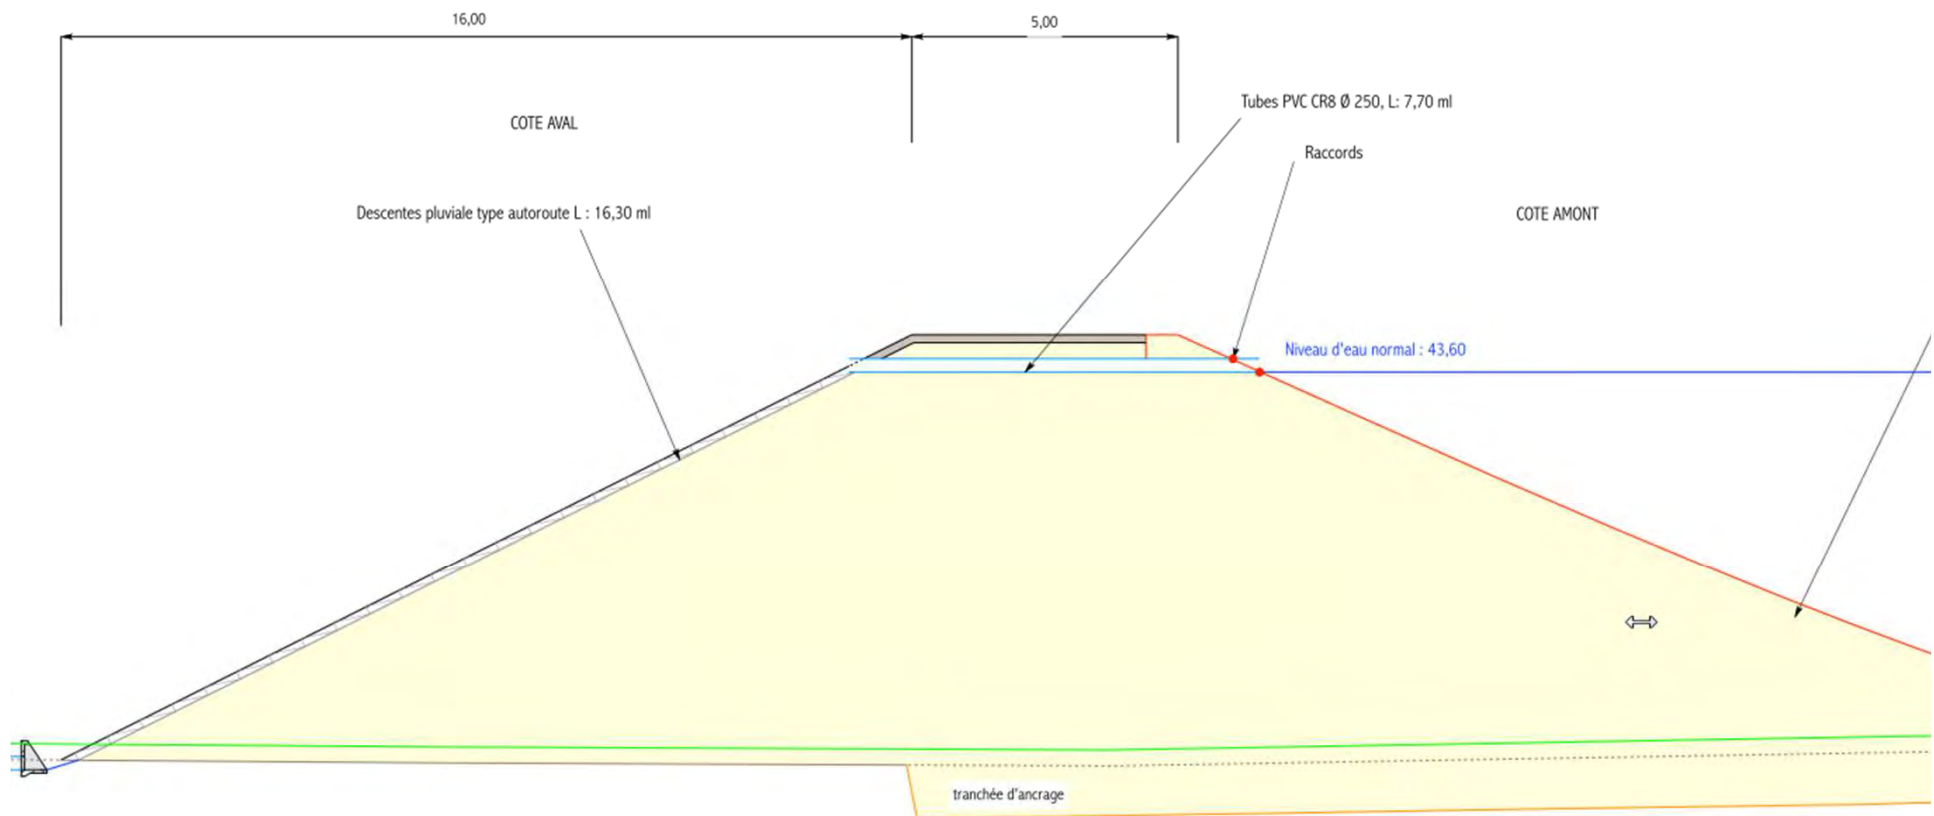 16,00
5,00
Tubes PVC CR8 Ø 250, L: 7,70 ml
COTE AVAL
Raccords
Descentes pluviale type autoroute L : 16,30 ml
COTE AMONT
Niveau d'eau normal : 43,60
tranchée d'ancrage